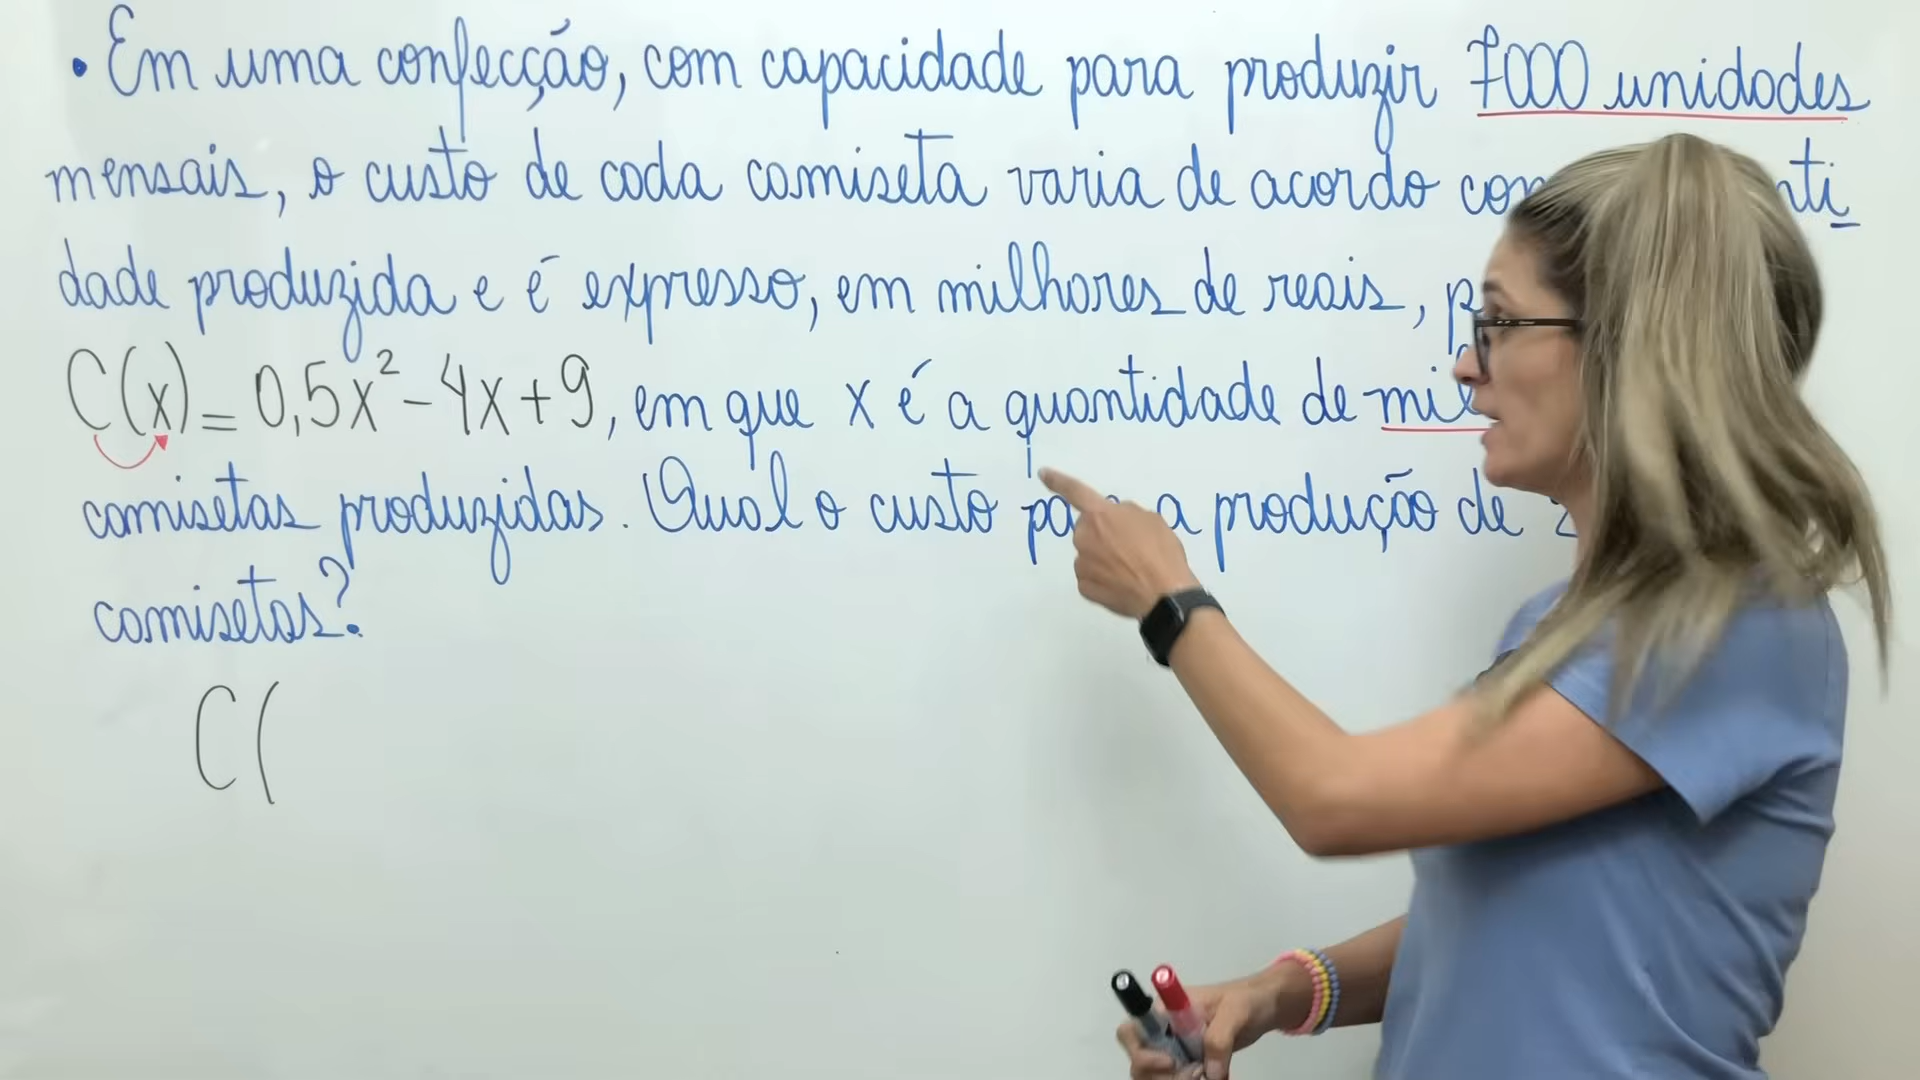 • Em uma confecção, com capacidade para produzir 7000 unidades
mensais, o custo de cada camiseta varia de acordo
dade produzida e é expresso, em milhares de reais,
C(x) = 0,5x² - 4x + 9, em que x é a quantidade de
camisetas produzidas. Qual o custo a produção de
camisetas?
C(